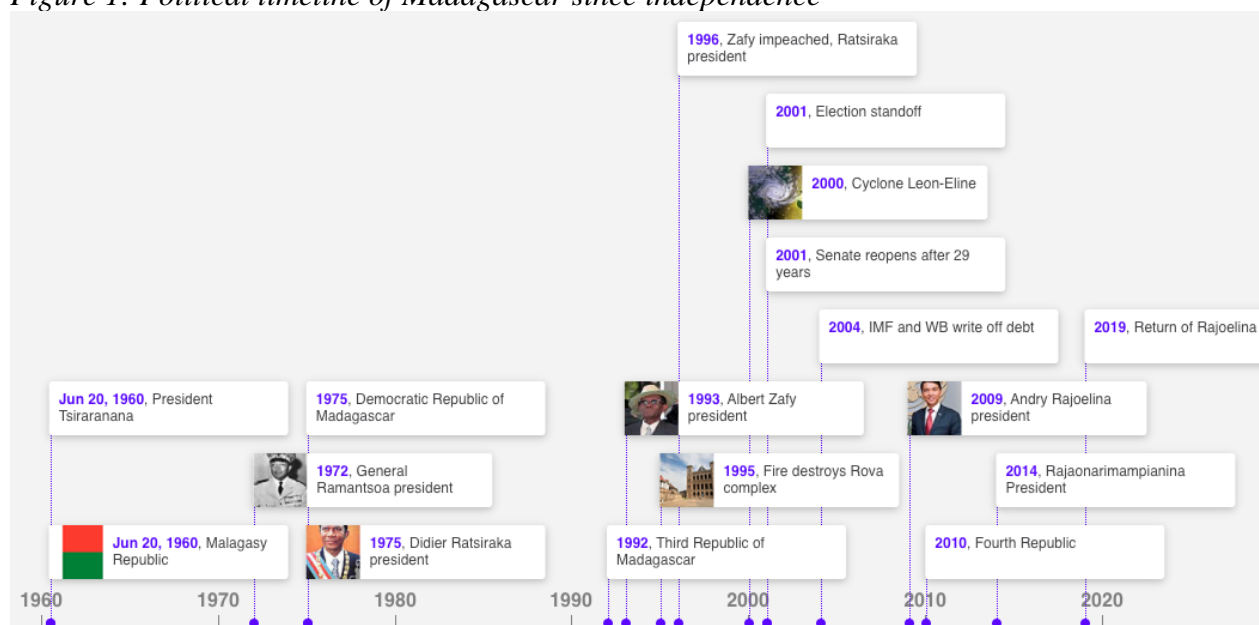 Figure 1: Political timeline of Madagascar since independence
1996, Zafy impeached, Ratsiraka
president
2001, Election standoff
2000, Cyclone Leon-Eline
2001, Senate reopens after 29
years
2004, IMF and WB write off debt
2019, Return of Rajoelina
Jun 20, 1960, President
Tsiraranana
1975, Democratic Republic of
Madagascar
1993, Albert Zafy
president
2009, Andry Rajoelina
president
1972, General
Ramantsoa president
1995, Fire destroys Rova
complex
2014, Rajaonarimampianina
President
Jun 20, 1960, Malagasy
Republic
1975, Didier Ratsiraka
president
1992, Third Republic of
Madagascar
2010, Fourth Republic
1960 1970 1980 1990 2000 2010 2020